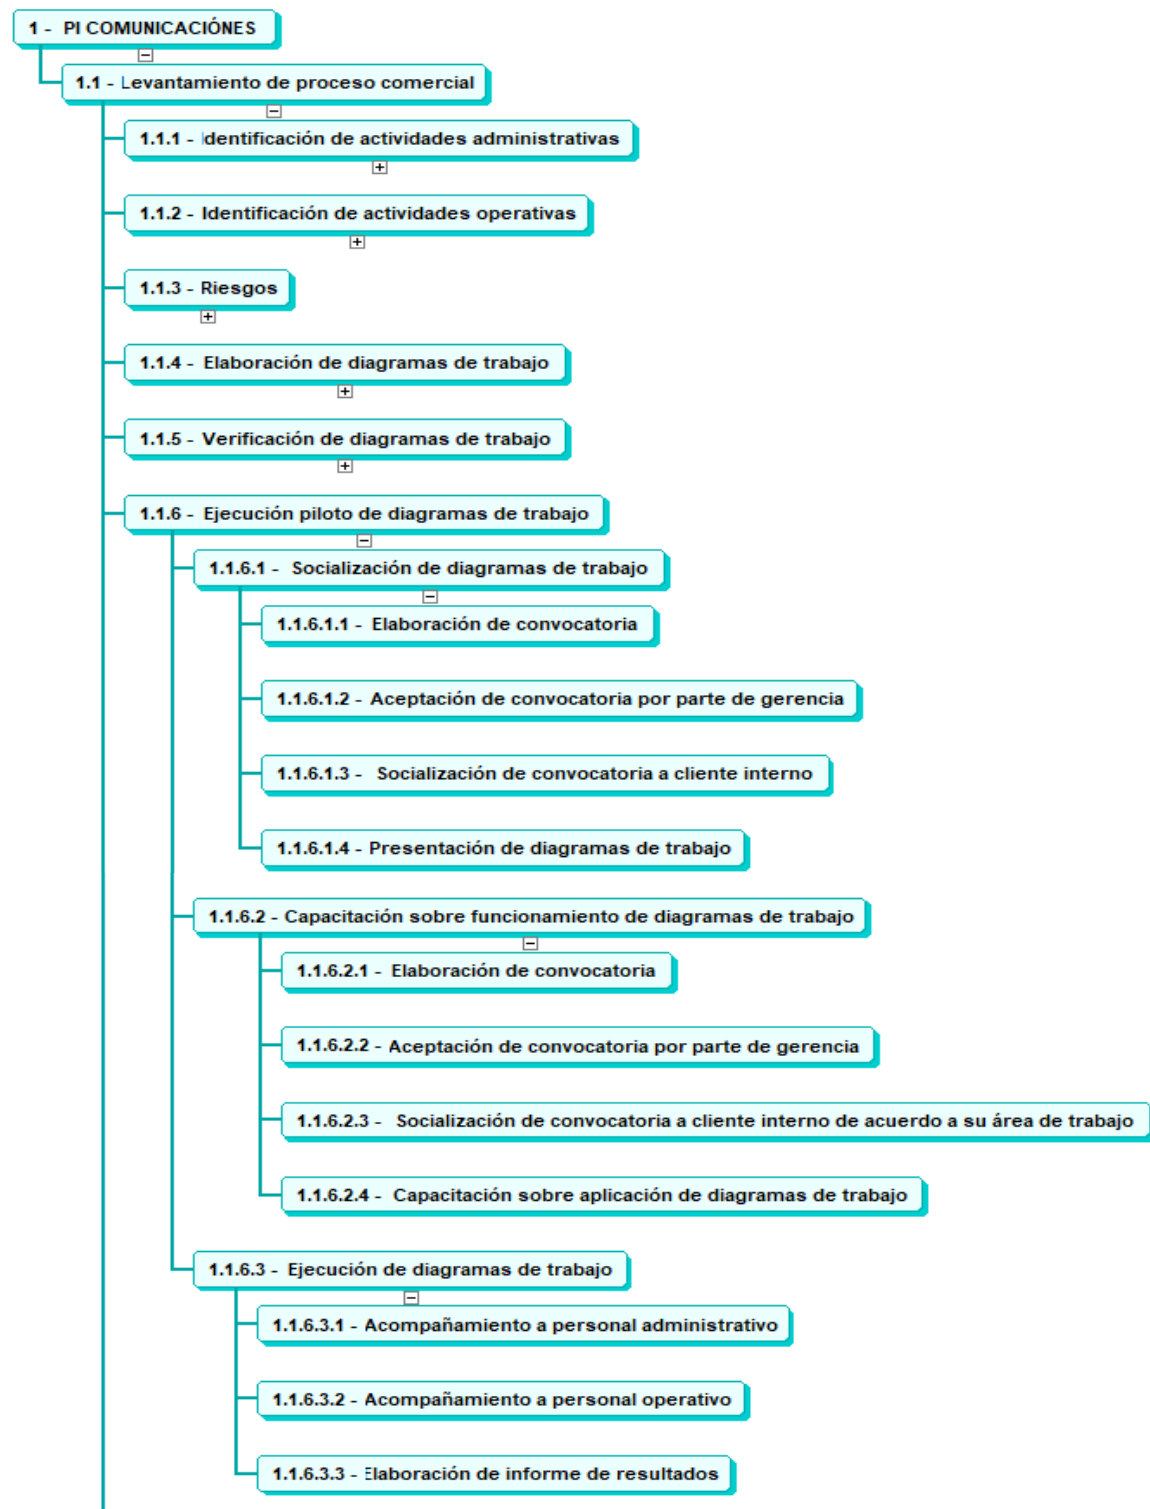 1 - PI COMUNICACIÓNES
1.1 - Levantamiento de proceso comercial
1.1.1 - Identificación de actividades administrativas
1.1.2 - Identificación de actividades operativas
1.1.3 - Riesgos
1.1.4 - Elaboración de diagramas de trabajo
1.1.5 - Verificación de diagramas de trabajo
1.1.6 - Ejecución piloto de diagramas de trabajo
1.1.6.1 - Socialización de diagramas de trabajo
1.1.6.1.1 - Elaboración de convocatoria
1.1.6.1.2 - Aceptación de convocatoria por parte de gerencia
1.1.6.1.3 - Socialización de convocatoria a cliente interno
1.1.6.1.4 - Presentación de diagramas de trabajo
1.1.6.2 - Capacitación sobre funcionamiento de diagramas de trabajo
1.1.6.2.1 - Elaboración de convocatoria
1.1.6.2.2 - Aceptación de convocatoria por parte de gerencia
1.1.6.2.3 - Socialización de convocatoria a cliente interno de acuerdo a su área de trabajo
1.1.6.2.4 - Capacitación sobre aplicación de diagramas de trabajo
1.1.6.3 - Ejecución de diagramas de trabajo
1.1.6.3.1 - Acompañamiento a personal administrativo
1.1.6.3.2 - Acompañamiento a personal operativo
1.1.6.3.3 - Elaboración de informe de resultados